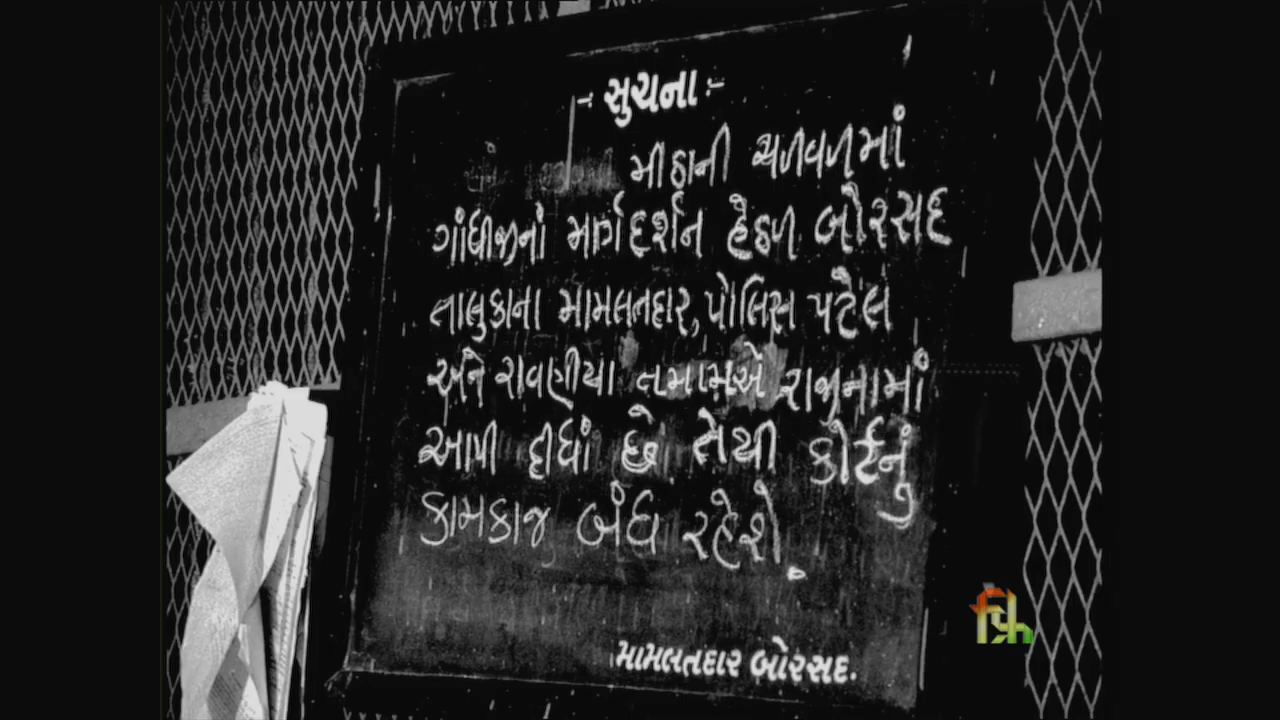 -: સુચના :-
મીઠાની ચળવળમાં
ગાંધીજીનાં માર્ગદર્શન હેઠળ બોરસદ
તાલુકાના મામલતદાર, પોલિસ પટેલ
અને રાવણીયા તમામએ રાજીનામાં
આપી દીધાં છે તેથી કોર્ટનું
કામકાજ બંધ રહેશે.
મામલતદાર બોરસદ.